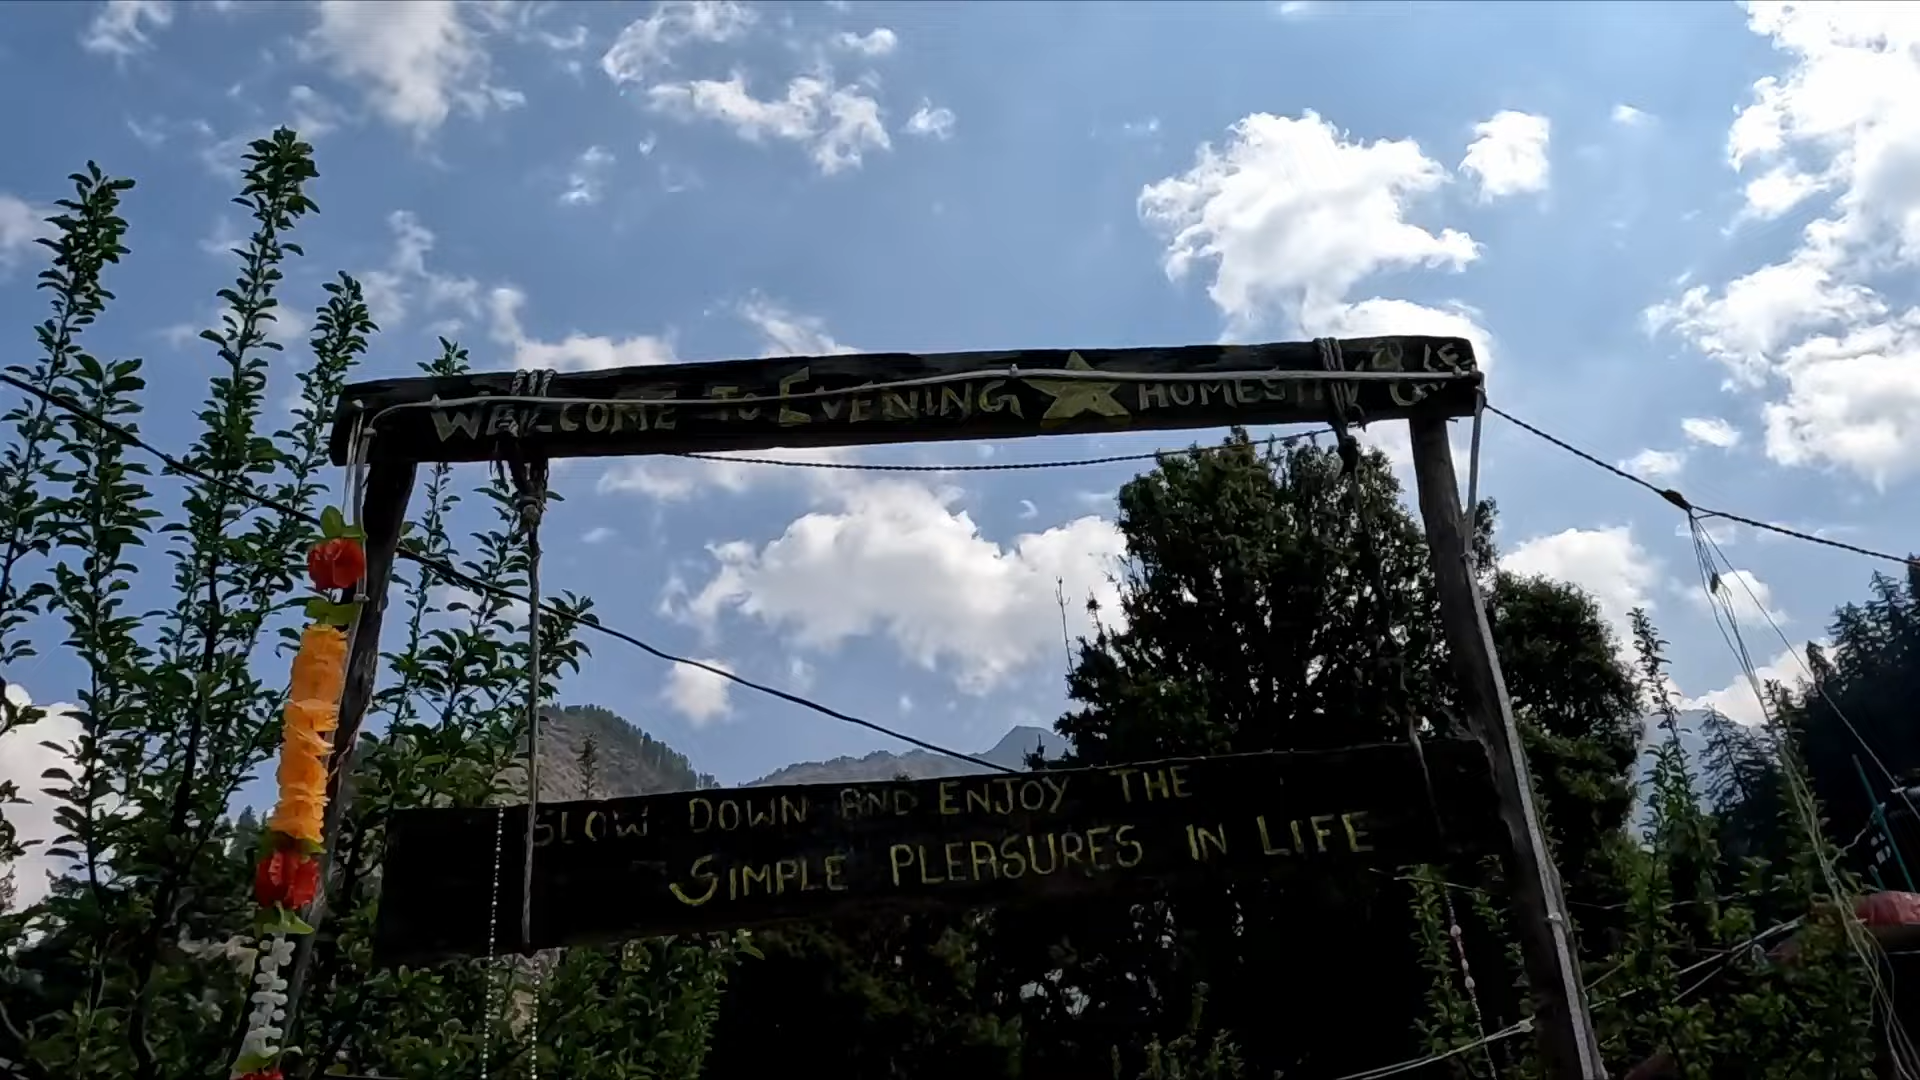 WELCOME TO EVENING ★ HOMESTAY &
SLOW DOWN AND ENJOY THE
SIMPLE PLEASURES IN LIFE